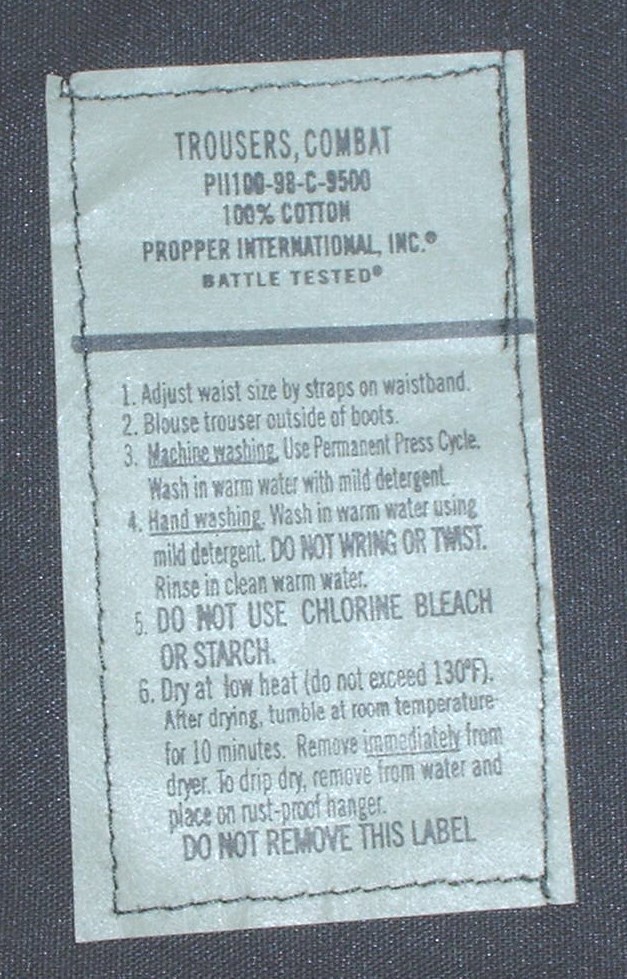 TROUSERS, COMBAT
PII100-98-C-9500
100% COTTON
PROPPER INTERNATIONAL, INC.®
BATTLE TESTED®
1. Adjust waist size by straps on waistband.
2. Blouse trouser outside of boots.
3. Machine washing. Use Permanent Press Cycle.
Wash in warm water with mild detergent.
4. Hand washing. Wash in warm water using
mild detergent. DO NOT WRING OR TWIST.
Rinse in clean warm water.
5. DO NOT USE CHLORINE BLEACH
OR STARCH.
6. Dry at low heat (do not exceed 130°F).
After drying, tumble at room temperature
for 10 minutes. Remove immediately from
dryer. To drip dry, remove from water and
place on rust-proof hanger.
DO NOT REMOVE THIS LABEL